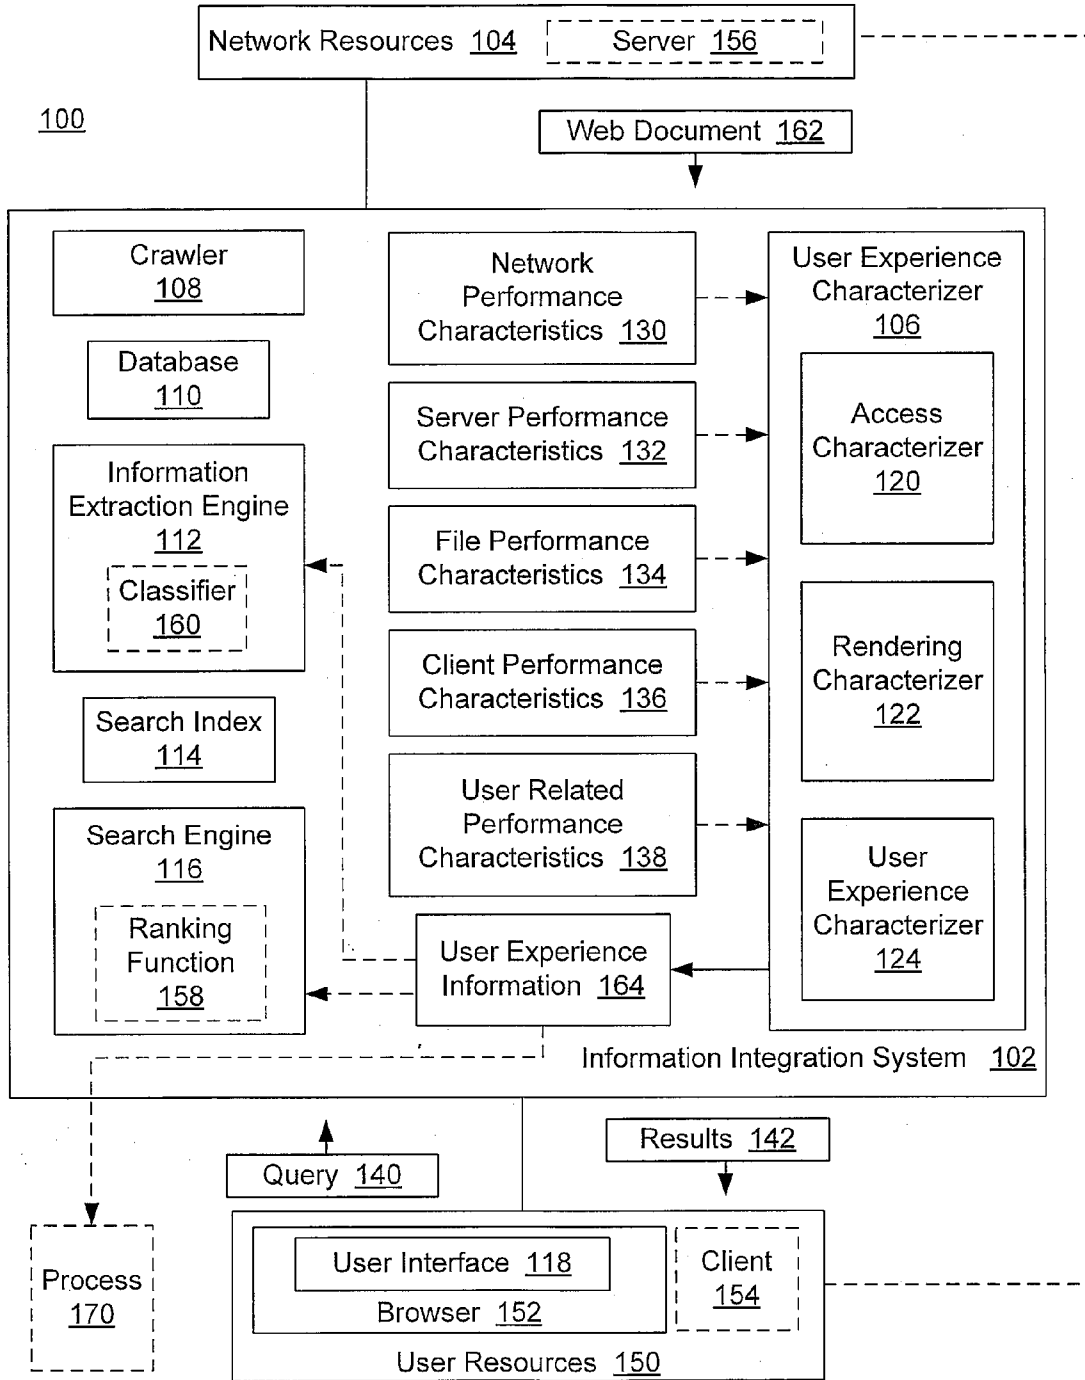 Network Resources 104
Server 156
100
Web Document 162
Crawler
108
Database
110
Information
Extraction Engine
112
Classifier
160
Search Index
114
Search Engine
116
Ranking
Function
158
Network
Performance
Characteristics 130
Server Performance
Characteristics 132
File Performance
Characteristics 134
Client Performance
Characteristics 136
User Related
Performance
Characteristics 138
User Experience
Information 164
User Experience
Characterizer
106
Access
Characterizer
120
Rendering
Characterizer
122
User
Experience
Characterizer
124
Information Integration System 102
Query 140
Results 142
Process
170
User Interface 118
Browser 152
Client
154
User Resources 150